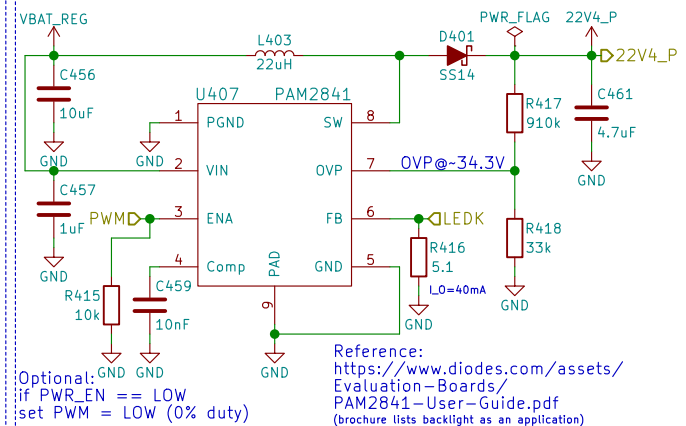 VBAT_REG
PWR_FLAG
22V4_P
L403
22uH
D401
SS14
22V4_P
C456
10uF
GND
U407
PAM2841
R417
910k
C461
4.7uF
GND
1
PGND
SW
8
GND
2
VIN
OVP
7
OVP@~34.3V
C457
1uF
GND
PWM
3
ENA
FB
6
LEDK
R418
33k
GND
R416
5.1
I_O=40mA
GND
4
Comp
PAD
GND
5
9
R415
10k
GND
C459
10nF
GND
GND
Optional:
if PWR_EN == LOW
set PWM = LOW (0% duty)
Reference:
https://www.diodes.com/assets/
Evaluation-Boards/
PAM2841-User-Guide.pdf
(brochure lists backlight as an application)